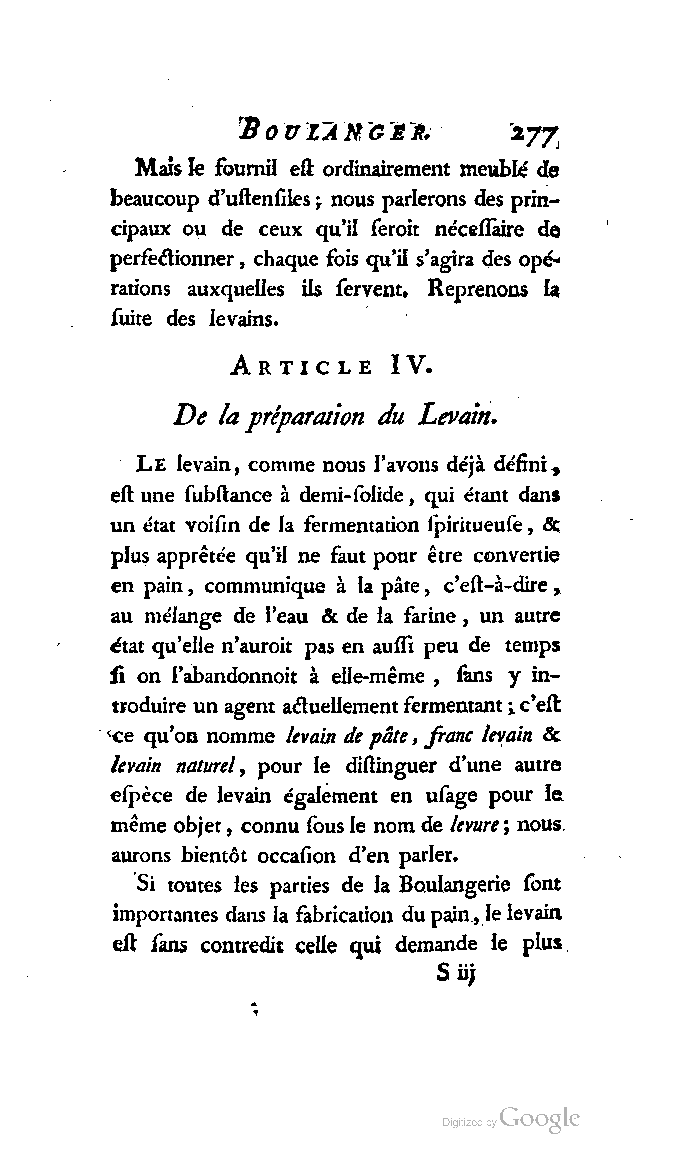 BOULANGER. 277
Mais le fournil eſt ordinairement meublé de
beaucoup d'uſtenſiles; nous parlerons des prin-
cipaux ou de ceux qu'il ſeroit néceſſaire de
perfectionner, chaque fois qu'il s'agira des opé-
rations auxquelles ils ſervent. Reprenons la
ſuite des levains.
ARTICLE IV.
De la préparation du Levain.
LE levain, comme nous l'avons déjà défini,
eſt une ſubſtance à demi-ſolide, qui étant dans
un état voiſin de la fermentation ſpiritueuſe, &
plus apprêtée qu'il ne faut pour être convertie
en pain, communique à la pâte, c'eſt-à-dire,
au mélange de l'eau & de la farine, un autre
état qu'elle n'auroit pas en auſſi peu de temps
ſi on l'abandonnoit à elle-même, ſans y in-
troduire un agent actuellement fermentant; c'eſt
ce qu'on nomme levain de pâte, franc levain &
levain naturel, pour le diſtinguer d'une autre
eſpèce de levain également en uſage pour le
même objet, connu ſous le nom de levure; nous
aurons bientôt occaſion d'en parler.
Si toutes les parties de la Boulangerie ſont
importantes dans la fabrication du pain, le levain
eſt ſans contredit celle qui demande le plus
S iij
Digitized by Google